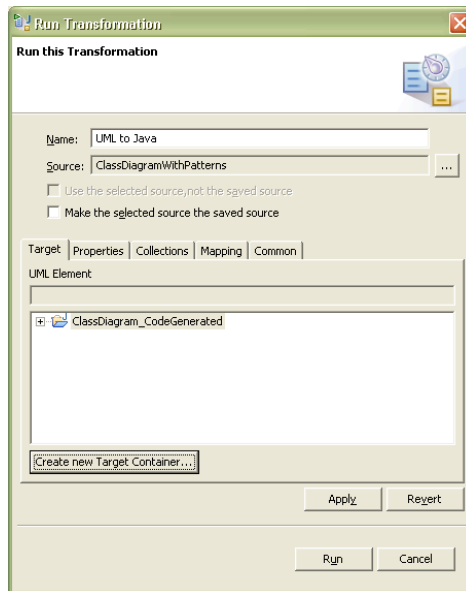 Run Transformation
Run this Transformation
Name: UML to Java
Source: ClassDiagramWithPatterns ...
Use the selected source,not the saved source
Make the selected source the saved source
Target Properties Collections Mapping Common
UML Element
ClassDiagram_CodeGenerated
Create new Target Container...
Apply Revert
Run Cancel